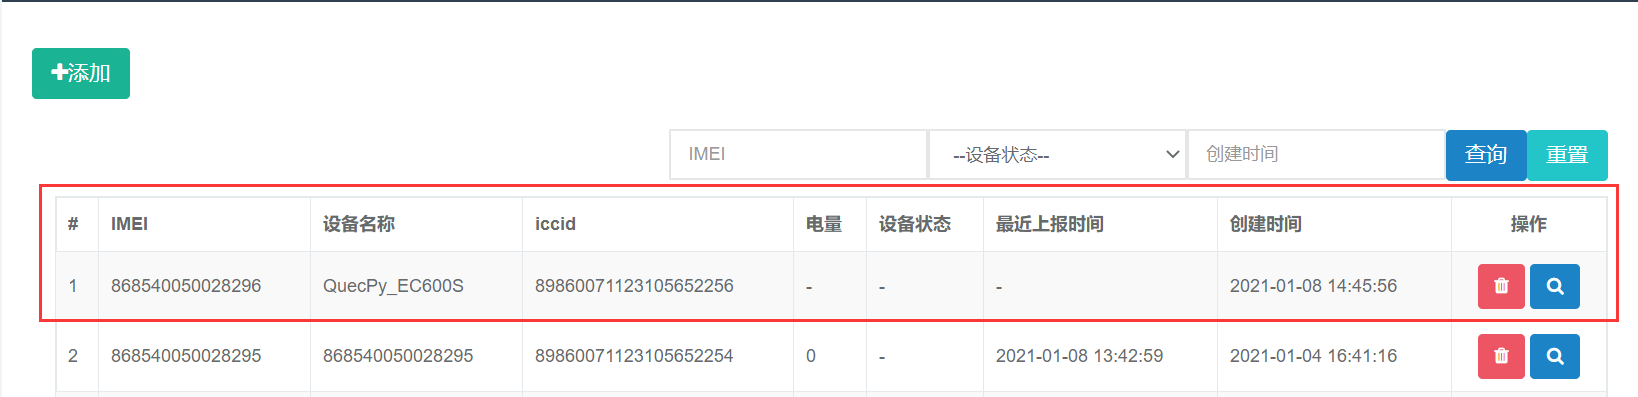 添加
IMEI --设备状态-- 创建时间 查询 重置
# IMEI 设备名称 iccid 电量 设备状态 最近上报时间 创建时间 操作
1 868540050028296 QuecPy_EC600S 89860071123105652256 - - - 2021-01-08 14:45:56
2 868540050028295 868540050028295 89860071123105652254 0 - 2021-01-08 13:42:59 2021-01-04 16:41:16